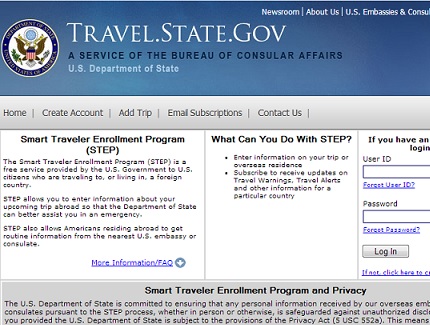 Newsroom | About Us | U.S. Embassies &
TRAVEL.STATE.GOV
A SERVICE OF THE BUREAU OF CONSULAR AFFAIRS
U.S. Department of State
Home | Create Account | Add Trip | Email Subscriptions | Contact Us |
Smart Traveler Enrollment Program
(STEP)
The Smart Traveler Enrollment Program (STEP) is a
free service provided by the U.S. Government to U.S.
citizens who are traveling to, or living in, a foreign
country.
STEP allows you to enter information about your
upcoming trip abroad so that the Department of State
can better assist you in an emergency.
STEP also allows Americans residing abroad to get
routine information from the nearest U.S. embassy or
consulate.
More Information/FAQ
What Can You Do With STEP?
• Enter information on your trip or
overseas residence
• Subscribe to receive updates on
Travel Warnings, Travel Alerts
and other information for a
particular country
If you have an
login
User ID
Forgot User ID?
Password
Forgot Password?
Log In
If not, click here to
Smart Traveler Enrollment Program and Privacy
The U.S. Department of State is committed to ensuring that any personal information received by our overseas
consulates pursuant to the STEP process, whether in person or otherwise, is safeguarded against unauthorized
you provided the U.S. Department of State is subject to the provisions of the Privacy Act (5 USC 552a). This means